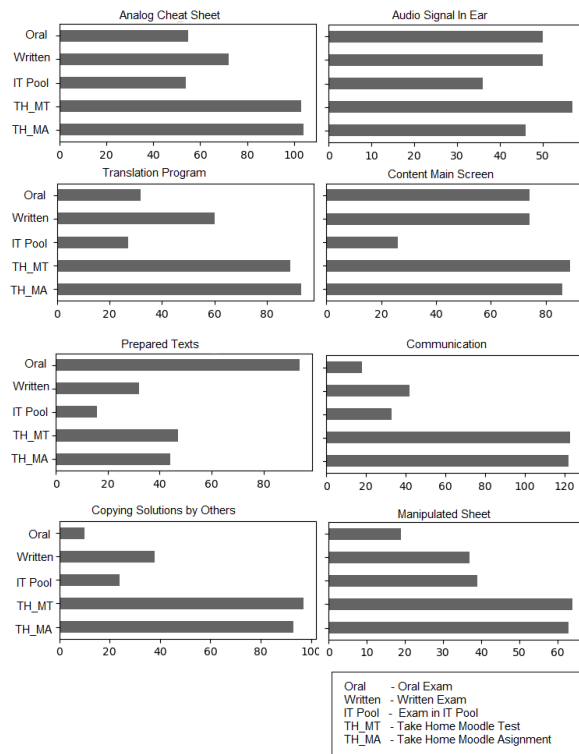 Analog Cheat Sheet
Audio Signal In Ear
Oral
Written
IT Pool
TH_MT
TH_MA
0 20 40 60 80 100
0 10 20 30 40 50
Translation Program
Content Main Screen
Oral
Written
IT Pool
TH_MT
TH_MA
0 20 40 60 80
0 20 40 60 80
Prepared Texts
Communication
Oral
Written
IT Pool
TH_MT
TH_MA
0 20 40 60 80
0 20 40 60 80 100 120
Copying Solutions by Others
Manipulated Sheet
Oral
Written
IT Pool
TH_MT
TH_MA
0 20 40 60 80 100
0 10 20 30 40 50 60
Oral - Oral Exam
Written - Written Exam
IT Pool - Exam in IT Pool
TH_MT - Take Home Moodle Test
TH_MA - Take Home Moodle Asignment